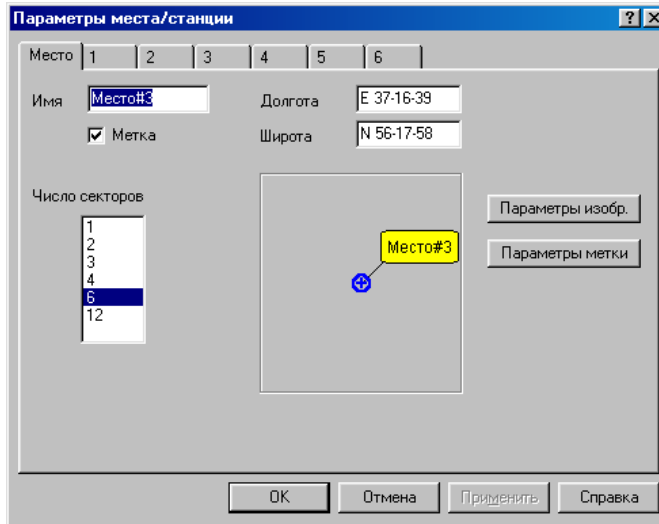 Параметры места/станции
Место 1 2 3 4 5 6
Имя Место#3 Долгота E 37-16-39
Метка Широта N 56-17-58
Число секторов
1
2
3
4
6
12
Место#3
Параметры изобр.
Параметры метки
OK Отмена Применить Справка